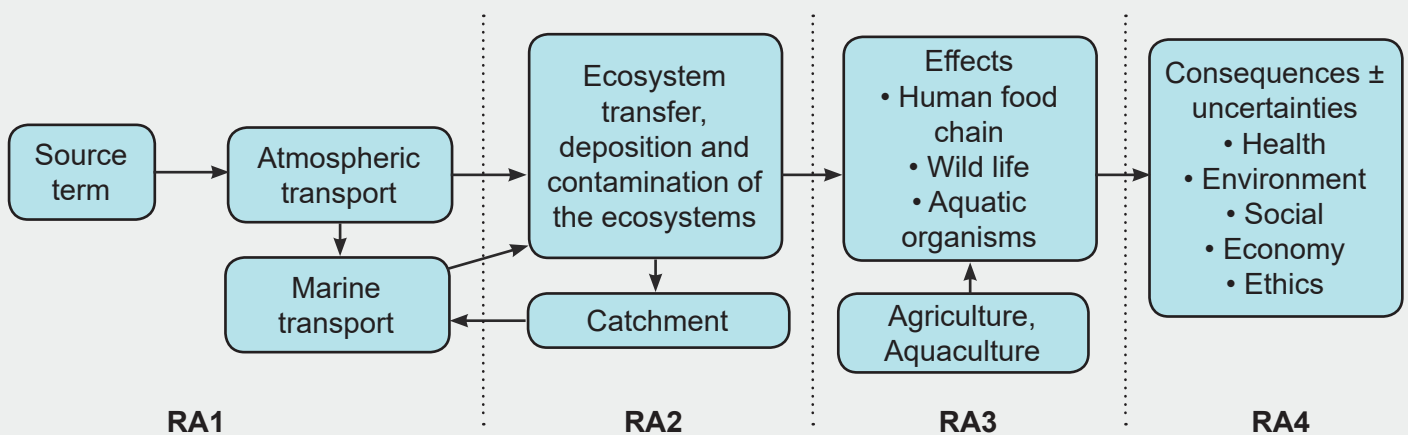 Source
term
Atmospheric
transport
Marine
transport
Ecosystem
transfer,
deposition and
contamination of
the ecosystems
Catchment
Effects
• Human food
chain
• Wild life
• Aquatic
organisms
Agriculture,
Aquaculture
Consequences ±
uncertainties
• Health
• Environment
• Social
• Economy
• Ethics
RA1
RA2
RA3
RA4